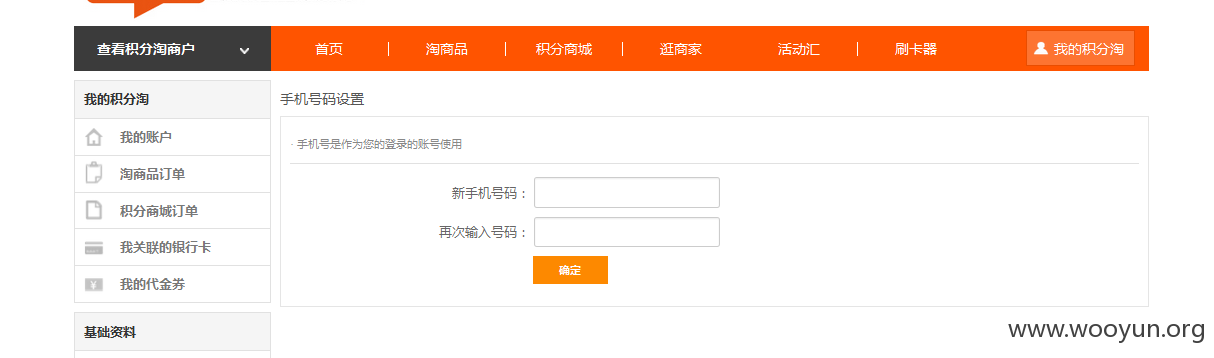 查看积分淘商户 首页 淘商品 积分商城 逛商家 活动汇 刷卡器 我的积分淘
我的积分淘
我的账户
淘商品订单
积分商城订单
我关联的银行卡
我的代金券
基础资料
手机号码设置
· 手机号是作为您的登录的账号使用
新手机号码：
再次输入号码：
确定
www.wooyun.org